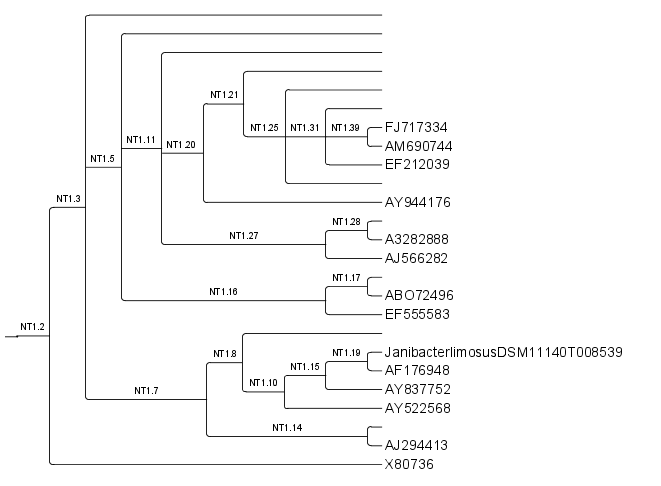 NT1.21
FJ717334
NT1.25 NT1.31 NT1.39
AM690744
NT1.11
NT1.20
NT1.5
EF212039
NT1.3
AY944176
NT1.28
NT1.27
A3282888
AJ566282
NT1.17
NT1.16
ABO72496
EF555583
NT1.2
NT1.8
NT1.19
JanibacterlimosusDSM11140T008539
NT1.15
AF176948
NT1.10
AY837752
NT1.7
AY522568
NT1.14
AJ294413
X80736